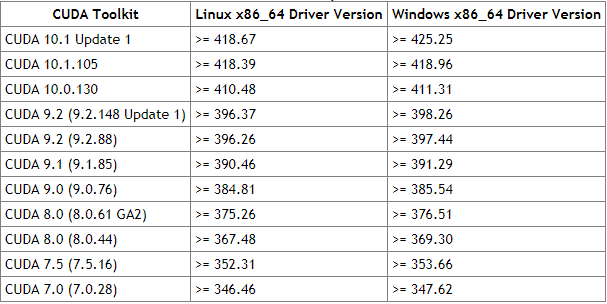 CUDA Toolkit Linux x86_64 Driver Version Windows x86_64 Driver Version
CUDA 10.1 Update 1 >= 418.67 >= 425.25
CUDA 10.1.105 >= 418.39 >= 418.96
CUDA 10.0.130 >= 410.48 >= 411.31
CUDA 9.2 (9.2.148 Update 1) >= 396.37 >= 398.26
CUDA 9.2 (9.2.88) >= 396.26 >= 397.44
CUDA 9.1 (9.1.85) >= 390.46 >= 391.29
CUDA 9.0 (9.0.76) >= 384.81 >= 385.54
CUDA 8.0 (8.0.61 GA2) >= 375.26 >= 376.51
CUDA 8.0 (8.0.44) >= 367.48 >= 369.30
CUDA 7.5 (7.5.16) >= 352.31 >= 353.66
CUDA 7.0 (7.0.28) >= 346.46 >= 347.62